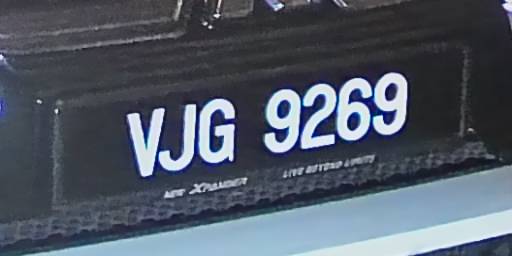 VJG 9269
NEW XPANDER LIVE BEYOND LIMITS